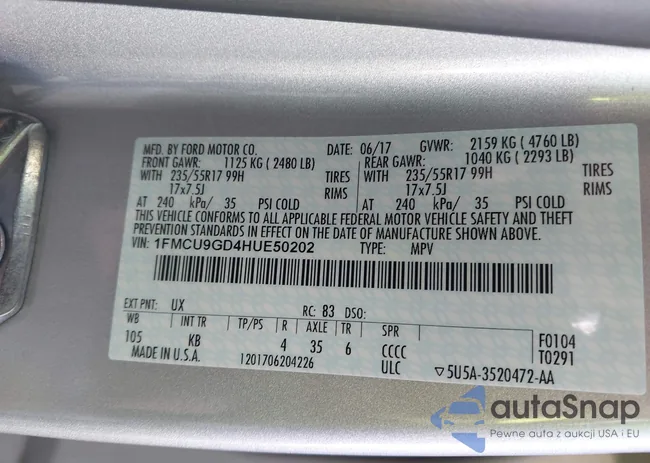 MFD. BY FORD MOTOR CO. DATE: 06/17 GVWR: 2159 KG ( 4760 LB)
FRONT GAWR: 1125 KG ( 2480 LB) REAR GAWR: 1040 KG ( 2293 LB)
WITH 235/55R17 99H TIRES WITH 235/55R17 99H TIRES
17x7.5J RIMS 17x7.5J RIMS
AT 240 kPa/ 35 PSI COLD AT 240 kPa/ 35 PSI COLD
THIS VEHICLE CONFORMS TO ALL APPLICABLE FEDERAL MOTOR VEHICLE SAFETY AND THEFT
PREVENTION STANDARDS IN EFFECT ON THE DATE OF MANUFACTURE SHOWN ABOVE.
VIN: 1FMCU9GD4HUE50202 TYPE: MPV
EXT PNT: UX RC: 83 DSO:
WB INT TR TP/PS R AXLE TR SPR F0104
105 KB 4 35 6 CCCC T0291
MADE IN U.S.A. 1201706204226 ULC ▽5U5A-3520472-AA
autaSnap
Pewne auta z aukcji USA i EU